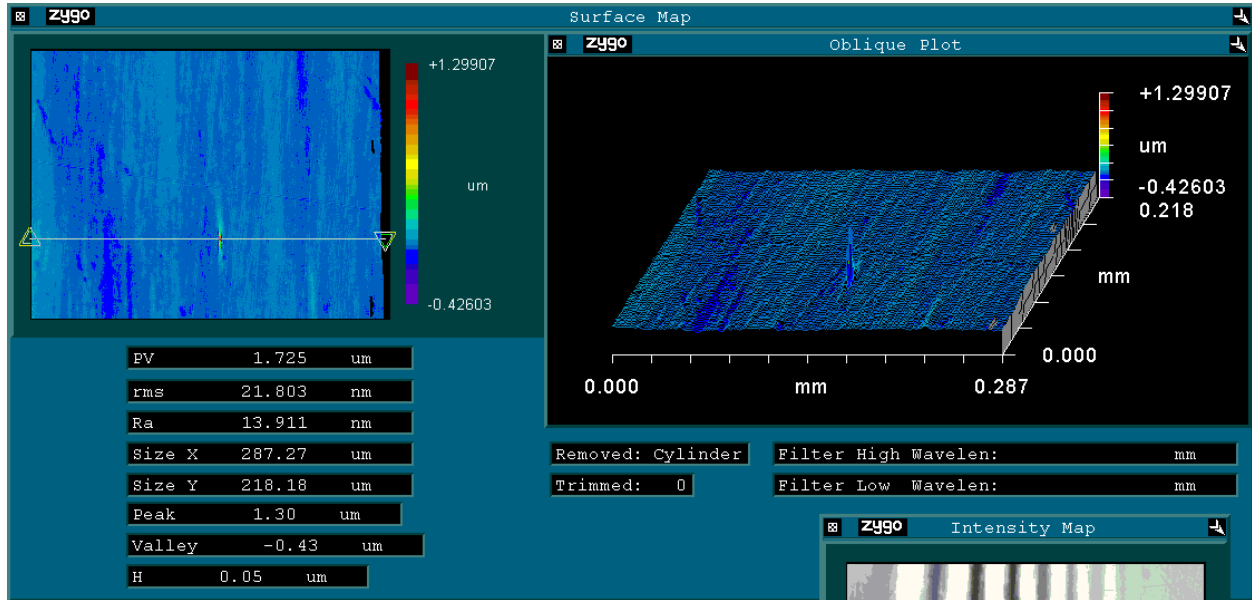 zygo Surface Map
+1.29907
um
-0.42603
zygo Oblique Plot
+1.29907
um
-0.42603
0.218
mm
0.000
0.000 mm 0.287
PV 1.725 um
rms 21.803 nm
Ra 13.911 nm
Size X 287.27 um
Size Y 218.18 um
Peak 1.30 um
Valley -0.43 um
H 0.05 um
Removed: Cylinder
Trimmed: 0
Filter High Wavelen: mm
Filter Low Wavelen: mm
zygo Intensity Map